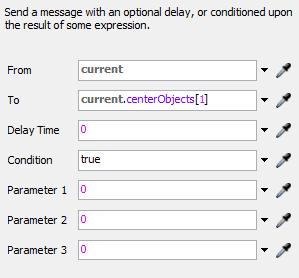 Send a message with an optional delay, or conditioned upon
the result of some expression.
From current
To current.centerObjects[1]
Delay Time 0
Condition true
Parameter 1 0
Parameter 2 0
Parameter 3 0